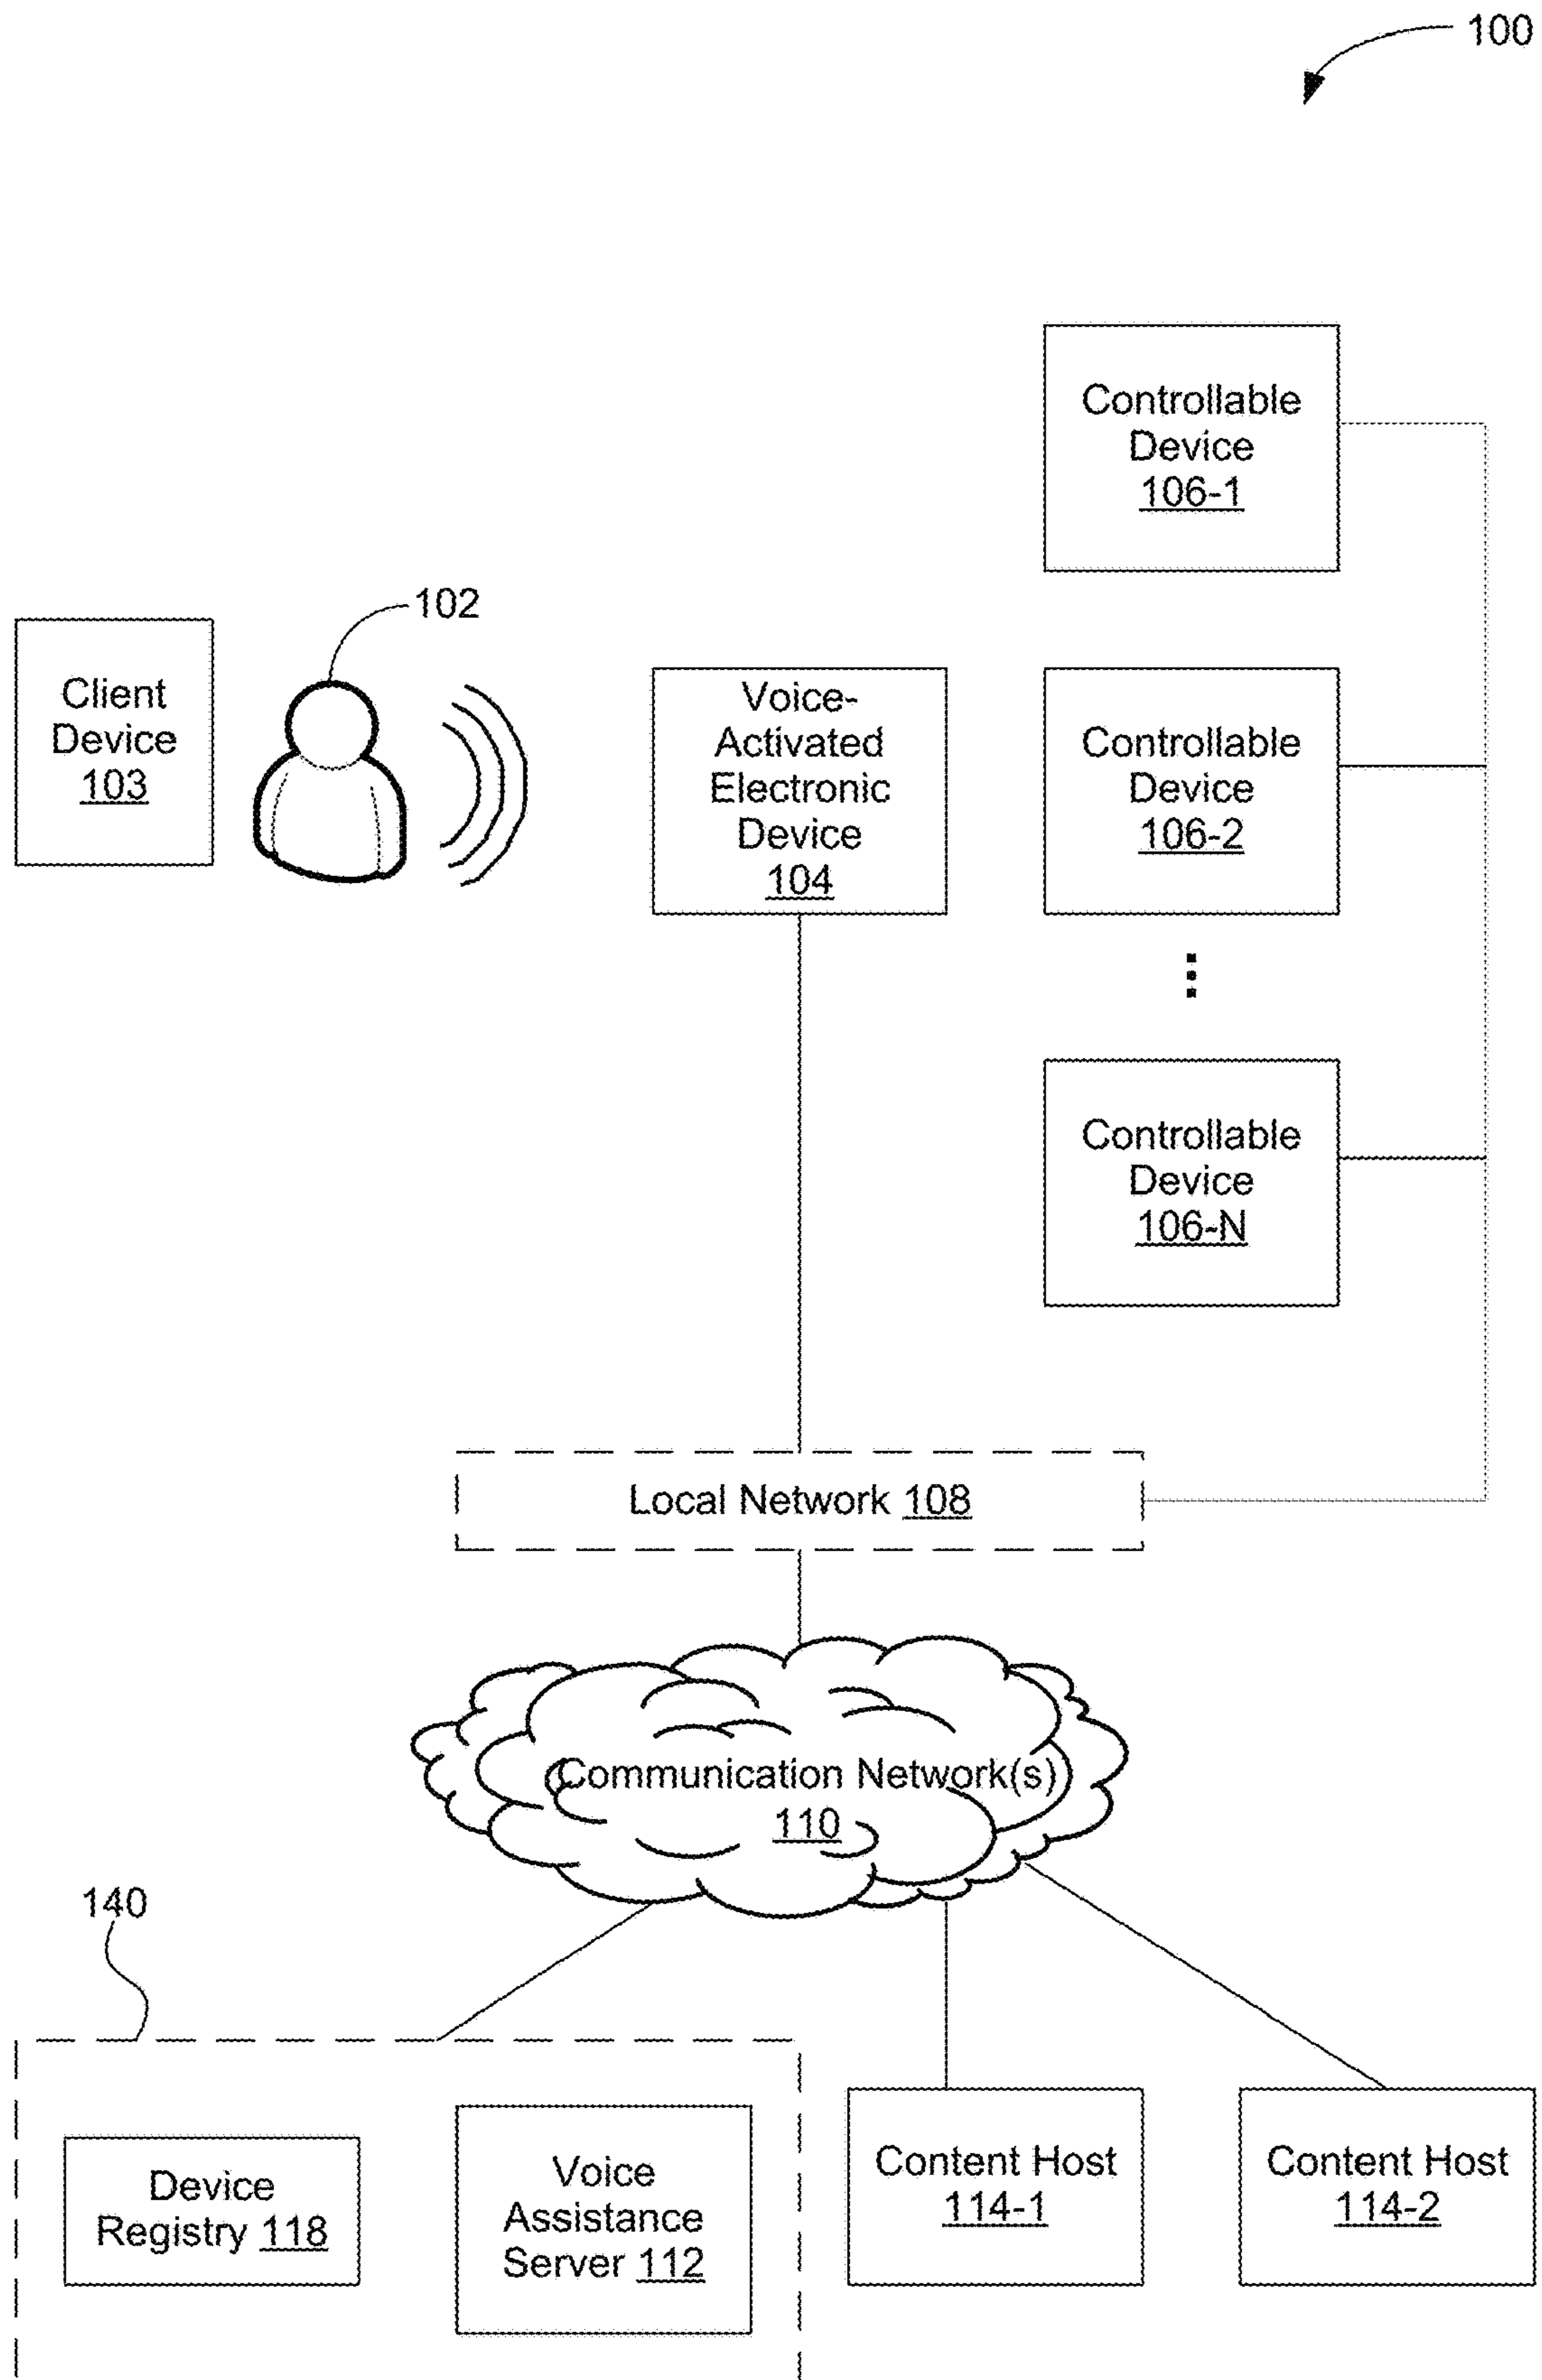 100
Controllable
Device
106-1
102
Client
Device
103
Voice-
Activated
Electronic
Device
104
Controllable
Device
106-2
Controllable
Device
106-N
Local Network 108
Communication Network(s)
110
140
Device
Registry 118
Voice
Assistance
Server 112
Content Host
114-1
Content Host
114-2